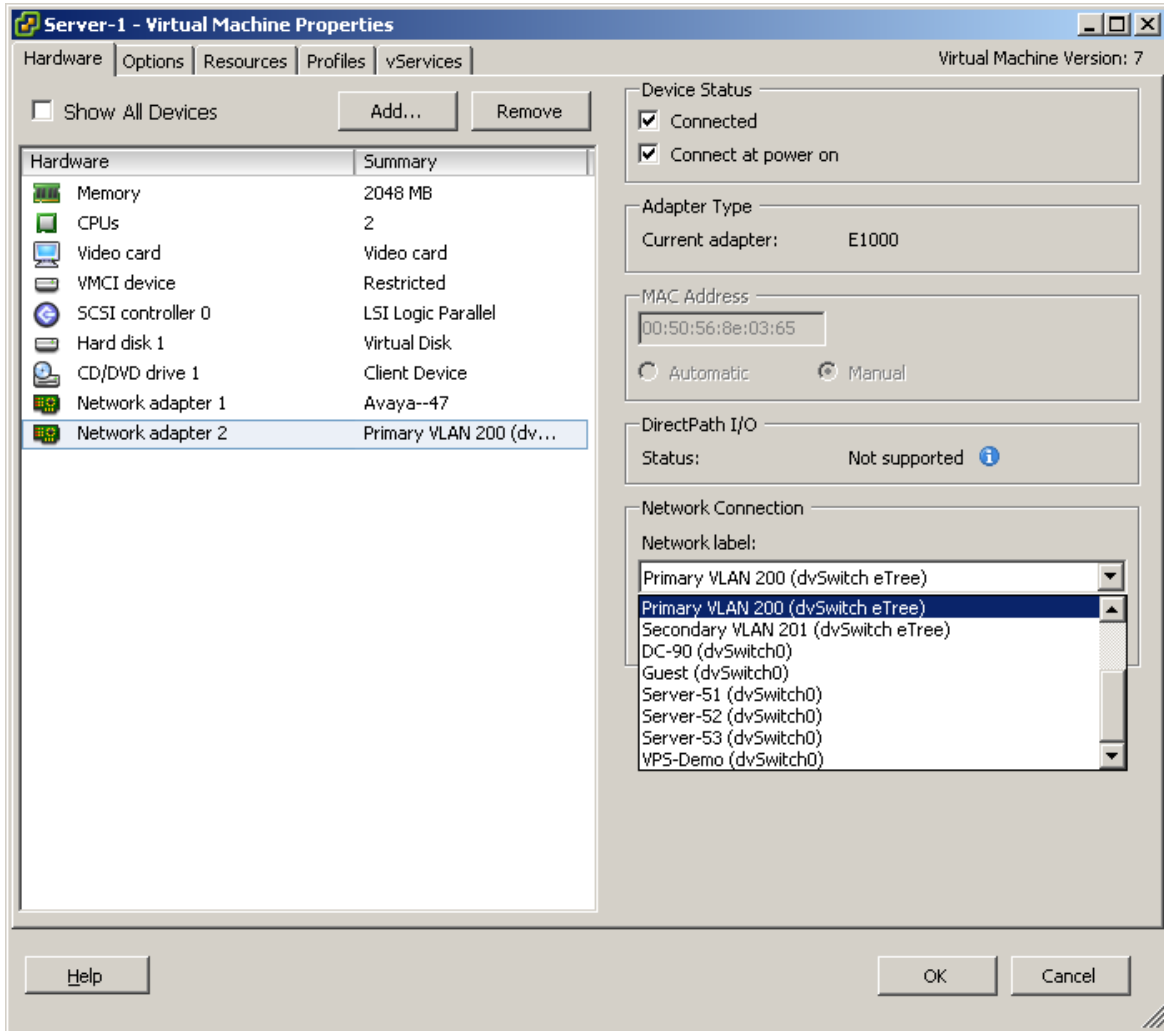 Server-1 - Virtual Machine Properties
Hardware Options Resources Profiles vServices Virtual Machine Version: 7
Show All Devices Add... Remove
Hardware Summary
Memory 2048 MB
CPUs 2
Video card Video card
VMCI device Restricted
SCSI controller 0 LSI Logic Parallel
Hard disk 1 Virtual Disk
CD/DVD drive 1 Client Device
Network adapter 1 Avaya--47
Network adapter 2 Primary VLAN 200 (dv...
Device Status
Connected
Connect at power on
Adapter Type
Current adapter: E1000
MAC Address
00:50:56:8e:03:65
Automatic Manual
DirectPath I/O
Status: Not supported
Network Connection
Network label:
Primary VLAN 200 (dvSwitch eTree)
Primary VLAN 200 (dvSwitch eTree)
Secondary VLAN 201 (dvSwitch eTree)
DC-90 (dvSwitch0)
Guest (dvSwitch0)
Server-51 (dvSwitch0)
Server-52 (dvSwitch0)
Server-53 (dvSwitch0)
VPS-Demo (dvSwitch0)
Help OK Cancel